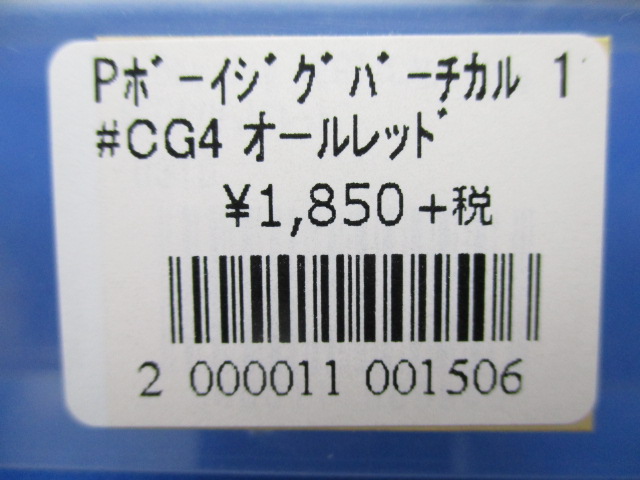 Pﾎﾞｰｲｼﾞｸﾞﾊﾞｰﾁｶﾙ 1
#CG4 オールレッド
¥1,850+税
2 000011 001506